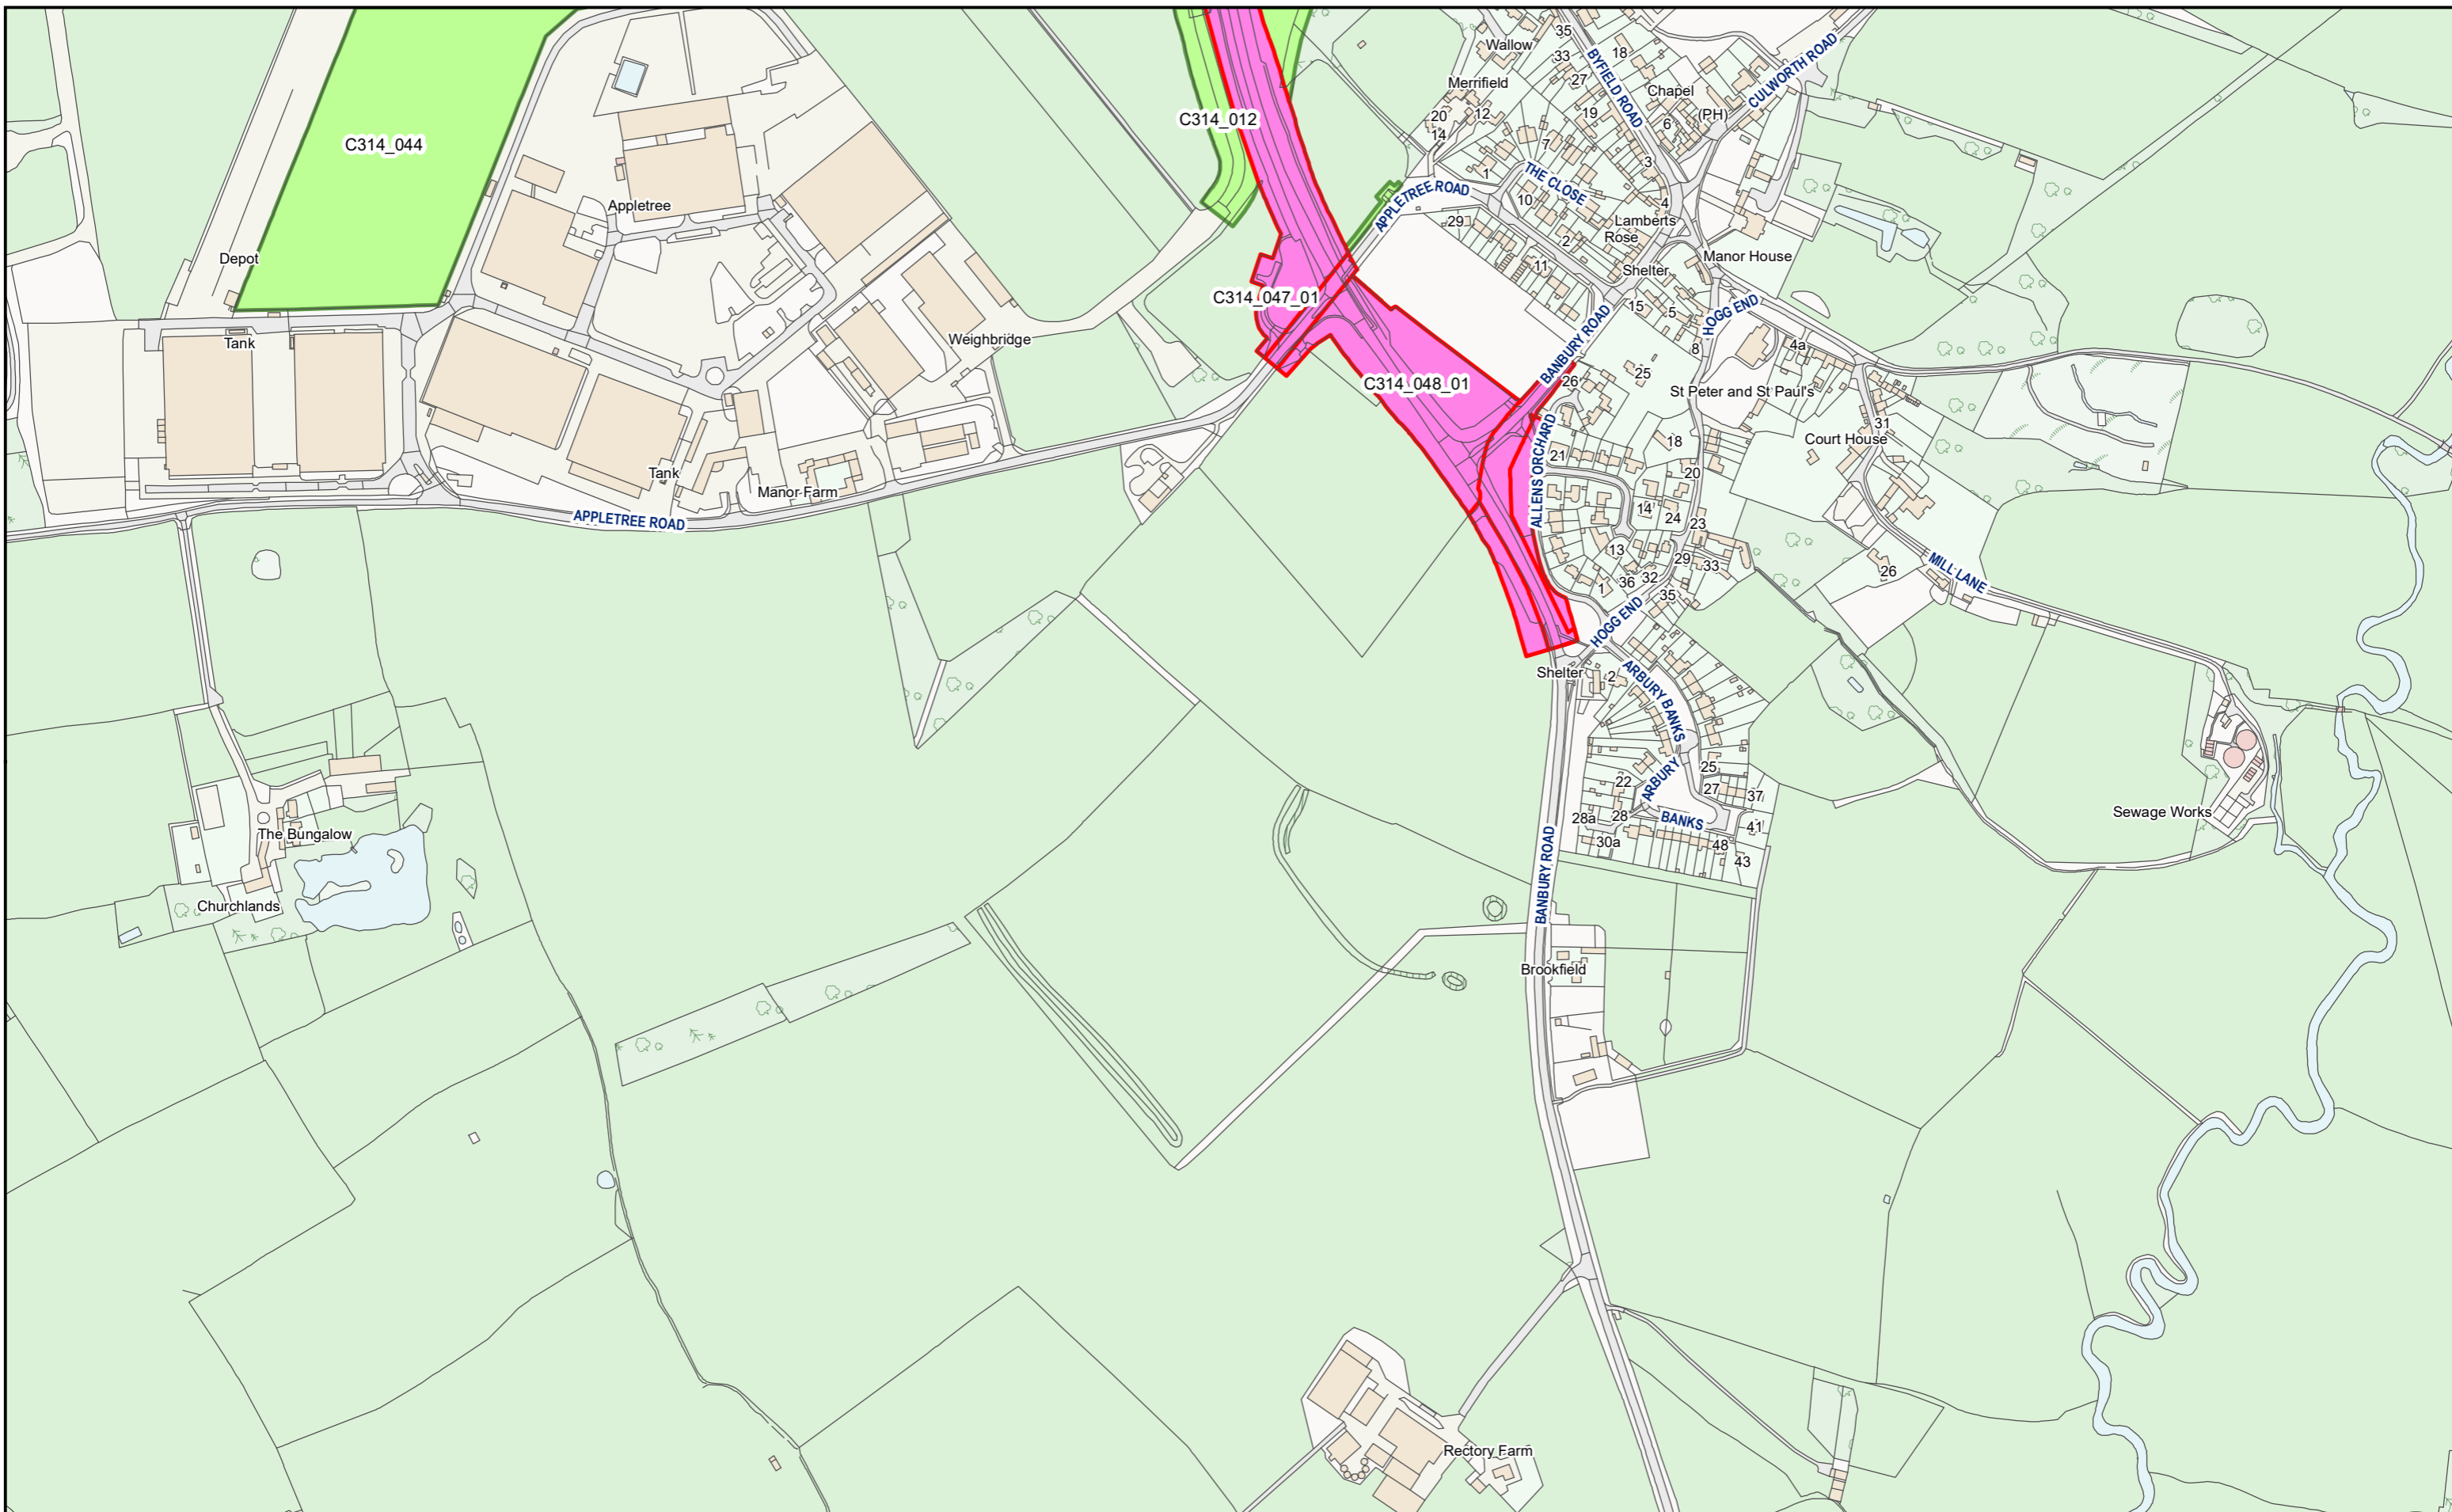 C314_044
C314_012
C314_047_01
C314_048_01
Wallow
Merrifield
35
33
27
18
BYFIELD ROAD
Chapel
CULWORTH ROAD
(PH)
6
19
20
14
12
7
3
1
THE CLOSE
10
4
APPLETREE ROAD
29
2
Lamberts
Rose
11
Shelter
Manor House
Appletree
Depot
Tank
Weighbridge
15
5
HOGG END
8
4a
BANBURY ROAD
26
25
St Peter and St Paul's
31
Court House
ALLENS ORCHARD
21
18
20
14
24
23
Tank
Manor Farm
APPLETREE ROAD
13
29
33
1
36
32
35
26
MILL LANE
HOGG END
Shelter
2
ARBURY BANKS
25
22
27
37
ARBURY
BANKS
28a
28
41
30a
48
43
Sewage Works
The Bungalow
Churchlands
BANBURY ROAD
Brookfield
Rectory Farm